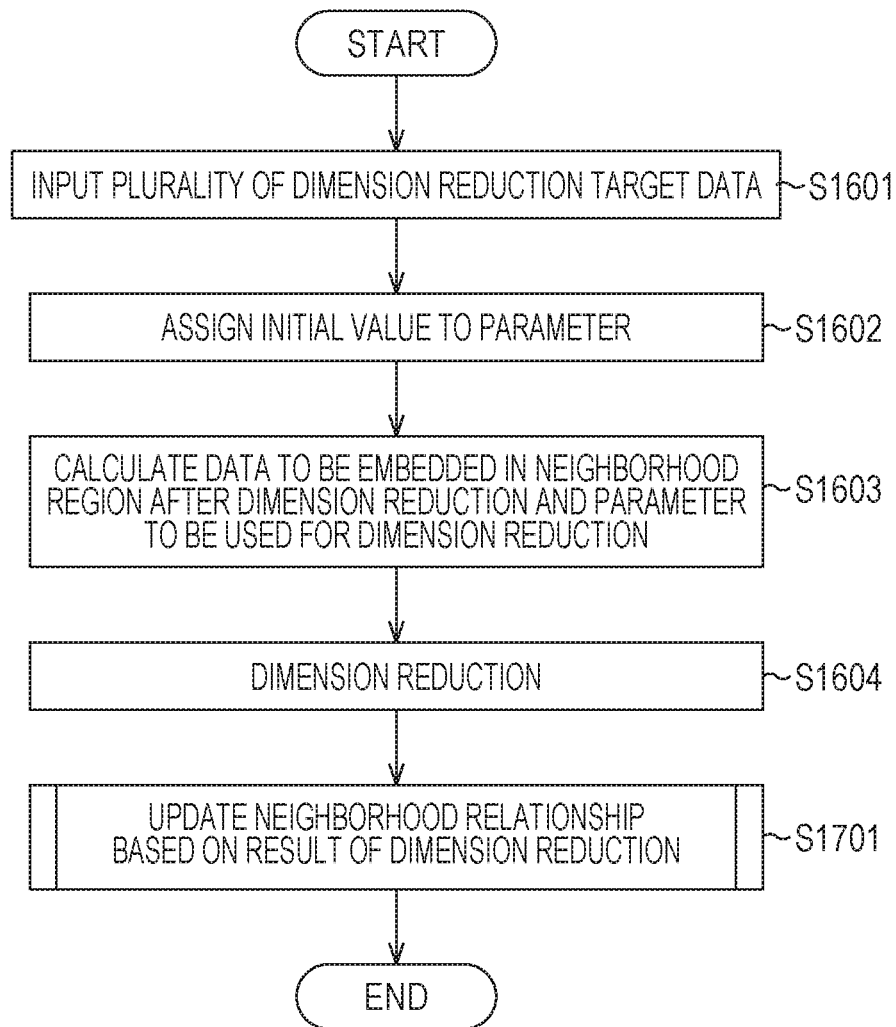 START
INPUT PLURALITY OF DIMENSION REDUCTION TARGET DATA
S1601
ASSIGN INITIAL VALUE TO PARAMETER
S1602
CALCULATE DATA TO BE EMBEDDED IN NEIGHBORHOOD
REGION AFTER DIMENSION REDUCTION AND PARAMETER
TO BE USED FOR DIMENSION REDUCTION
S1603
DIMENSION REDUCTION
S1604
UPDATE NEIGHBORHOOD RELATIONSHIP
BASED ON RESULT OF DIMENSION REDUCTION
S1701
END